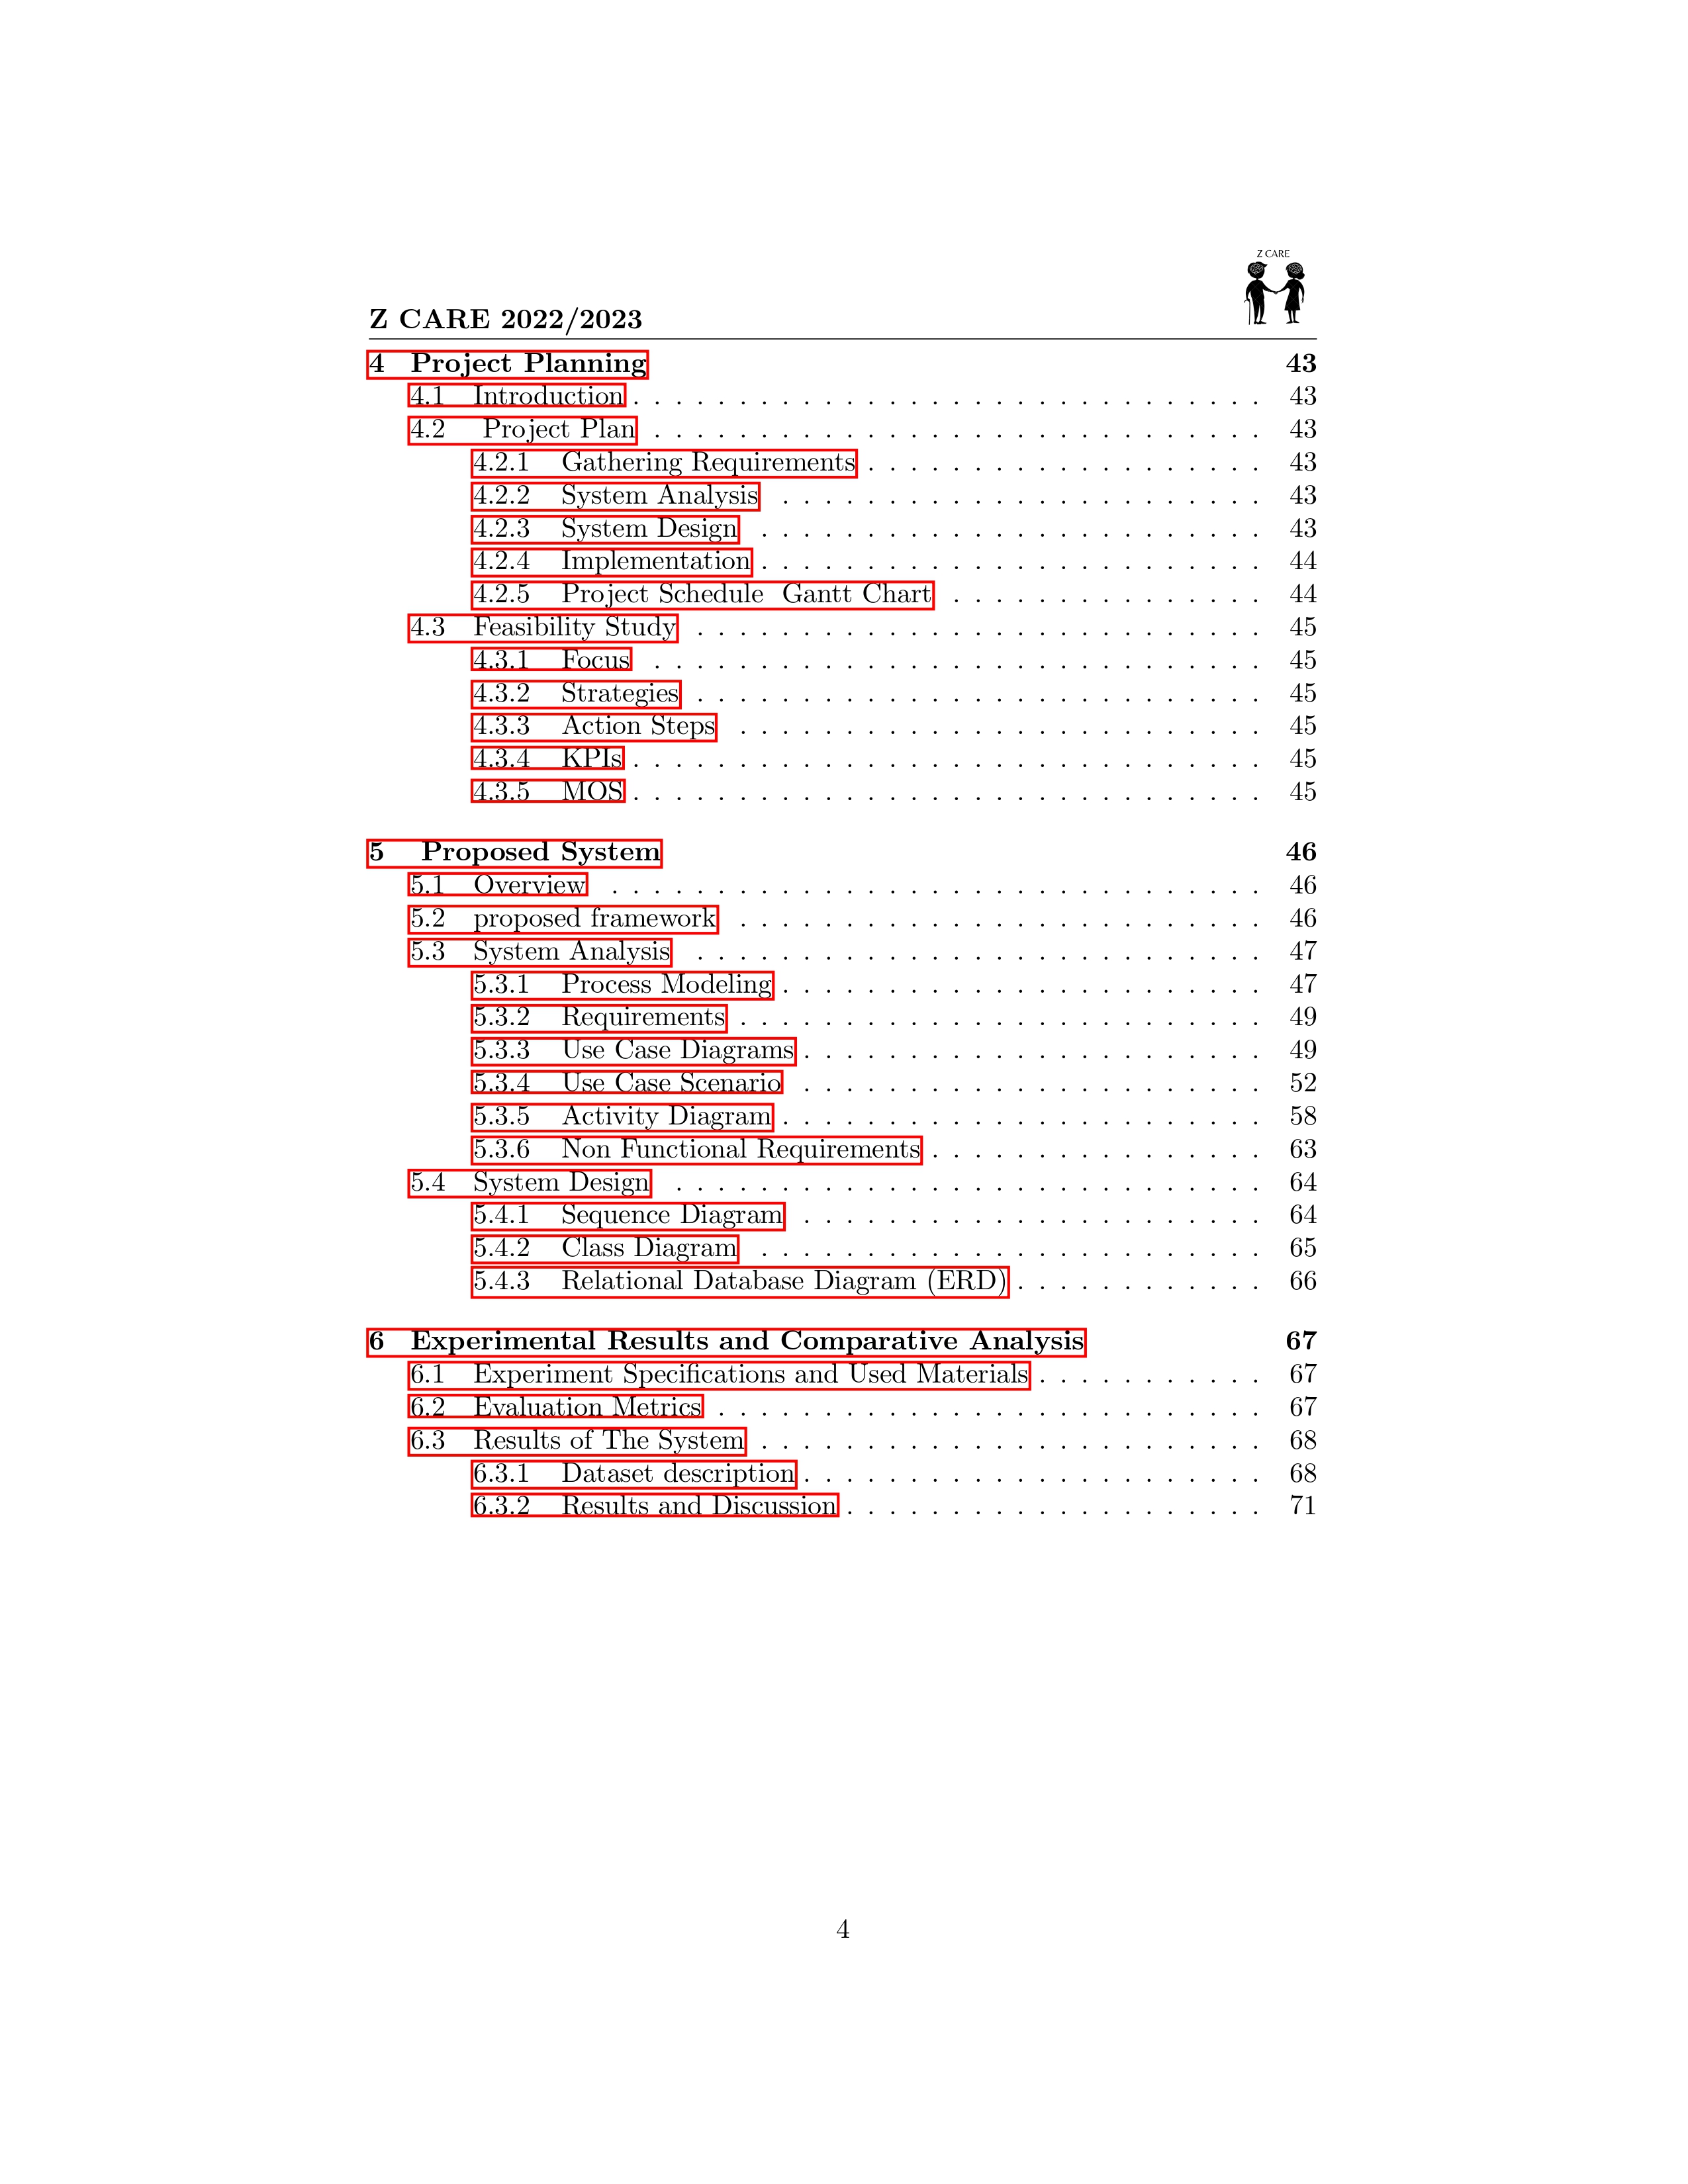 Z CARE
Z CARE 2022/2023
4 Project Planning 43
4.1 Introduction . . . . . . . . . . . . . . . . . . . . . . . . . . . . . . 43
4.2 Project Plan . . . . . . . . . . . . . . . . . . . . . . . . . . . . . 43
4.2.1 Gathering Requirements . . . . . . . . . . . . . . . . . . . 43
4.2.2 System Analysis . . . . . . . . . . . . . . . . . . . . . . . 43
4.2.3 System Design . . . . . . . . . . . . . . . . . . . . . . . . 43
4.2.4 Implementation . . . . . . . . . . . . . . . . . . . . . . . . 44
4.2.5 Project Schedule Gantt Chart . . . . . . . . . . . . . . . 44
4.3 Feasibility Study . . . . . . . . . . . . . . . . . . . . . . . . . . . 45
4.3.1 Focus . . . . . . . . . . . . . . . . . . . . . . . . . . . . . 45
4.3.2 Strategies . . . . . . . . . . . . . . . . . . . . . . . . . . . 45
4.3.3 Action Steps . . . . . . . . . . . . . . . . . . . . . . . . . 45
4.3.4 KPIs . . . . . . . . . . . . . . . . . . . . . . . . . . . . . . 45
4.3.5 MOS . . . . . . . . . . . . . . . . . . . . . . . . . . . . . . 45
5 Proposed System 46
5.1 Overview . . . . . . . . . . . . . . . . . . . . . . . . . . . . . . . 46
5.2 proposed framework . . . . . . . . . . . . . . . . . . . . . . . . . 46
5.3 System Analysis . . . . . . . . . . . . . . . . . . . . . . . . . . . 47
5.3.1 Process Modeling . . . . . . . . . . . . . . . . . . . . . . . 47
5.3.2 Requirements . . . . . . . . . . . . . . . . . . . . . . . . . 49
5.3.3 Use Case Diagrams . . . . . . . . . . . . . . . . . . . . . . 49
5.3.4 Use Case Scenario . . . . . . . . . . . . . . . . . . . . . . 52
5.3.5 Activity Diagram . . . . . . . . . . . . . . . . . . . . . . . 58
5.3.6 Non Functional Requirements . . . . . . . . . . . . . . . . 63
5.4 System Design . . . . . . . . . . . . . . . . . . . . . . . . . . . . 64
5.4.1 Sequence Diagram . . . . . . . . . . . . . . . . . . . . . . 64
5.4.2 Class Diagram . . . . . . . . . . . . . . . . . . . . . . . . 65
5.4.3 Relational Database Diagram (ERD) . . . . . . . . . . . . 66
6 Experimental Results and Comparative Analysis 67
6.1 Experiment Specifications and Used Materials . . . . . . . . . . . 67
6.2 Evaluation Metrics . . . . . . . . . . . . . . . . . . . . . . . . . . 67
6.3 Results of The System . . . . . . . . . . . . . . . . . . . . . . . . 68
6.3.1 Dataset description . . . . . . . . . . . . . . . . . . . . . . 68
6.3.2 Results and Discussion . . . . . . . . . . . . . . . . . . . . 71
4